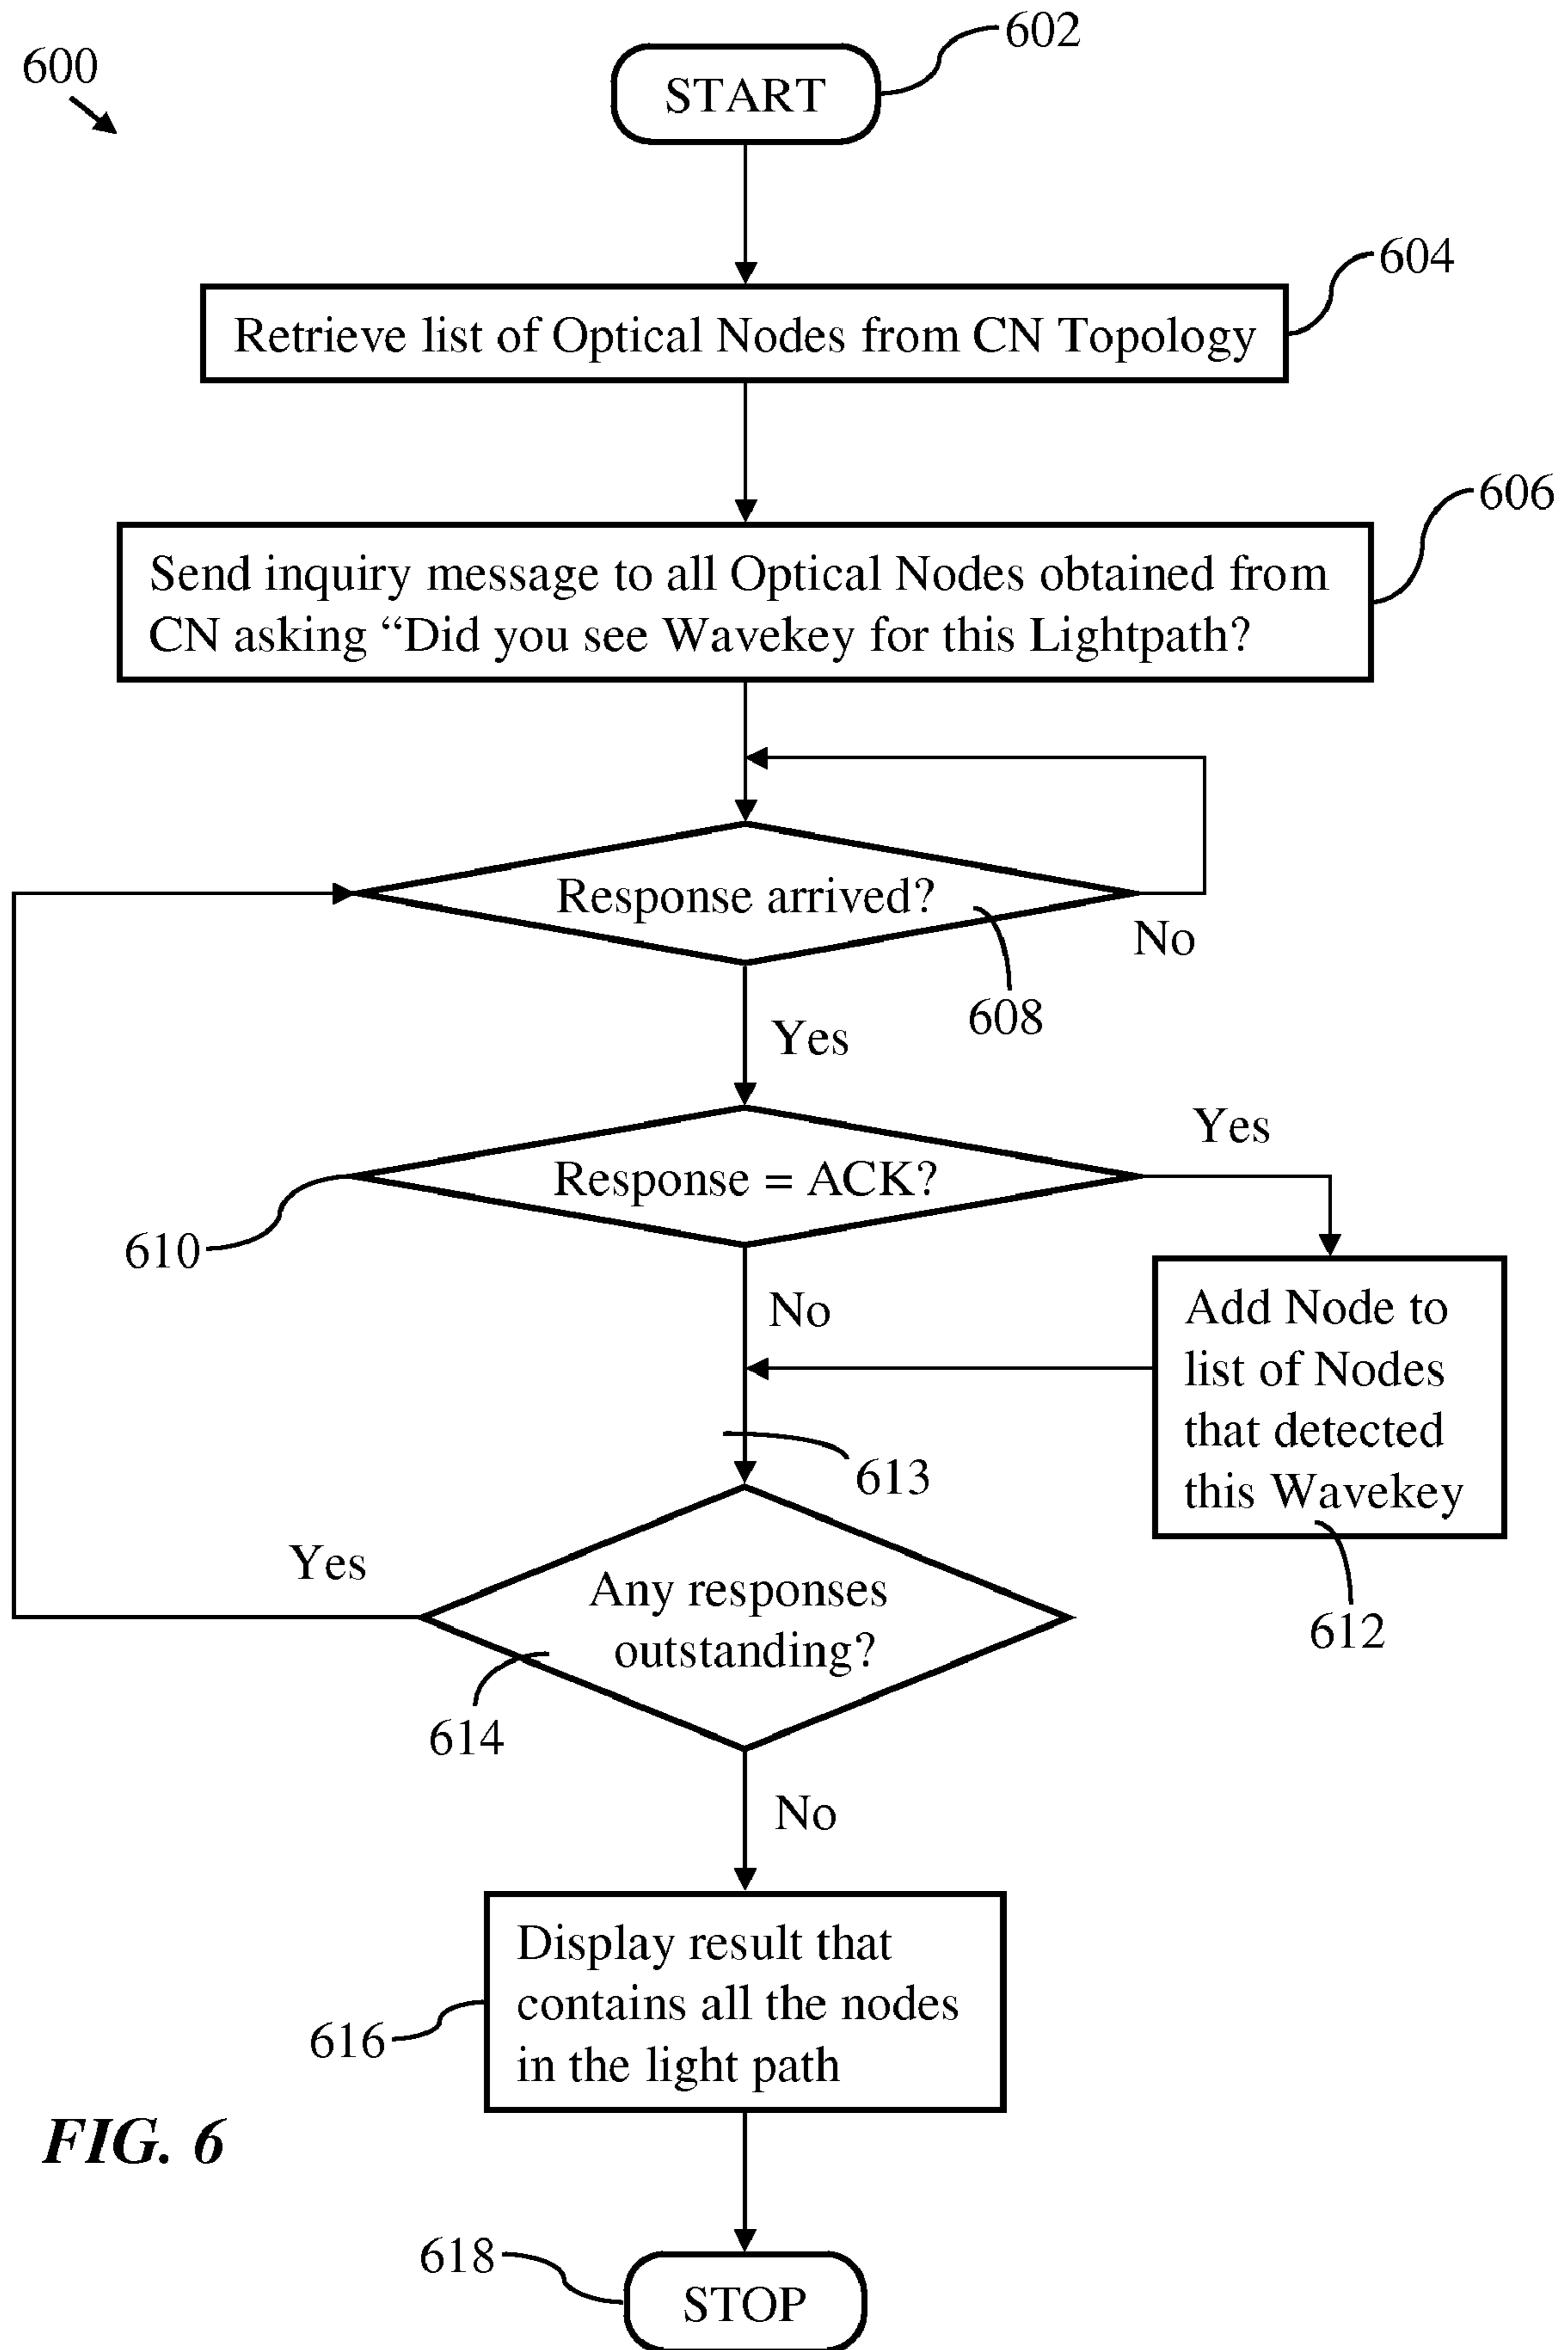 600
602
START
604
Retrieve list of Optical Nodes from CN Topology
606
Send inquiry message to all Optical Nodes obtained from
CN asking “Did you see Wavekey for this Lightpath?
Response arrived?
No
608
Yes
Yes
Response = ACK?
610
No
Add Node to
list of Nodes
that detected
this Wavekey
613
612
Yes
Any responses
outstanding?
614
No
Display result that
contains all the nodes
in the light path
616
FIG. 6
618
STOP